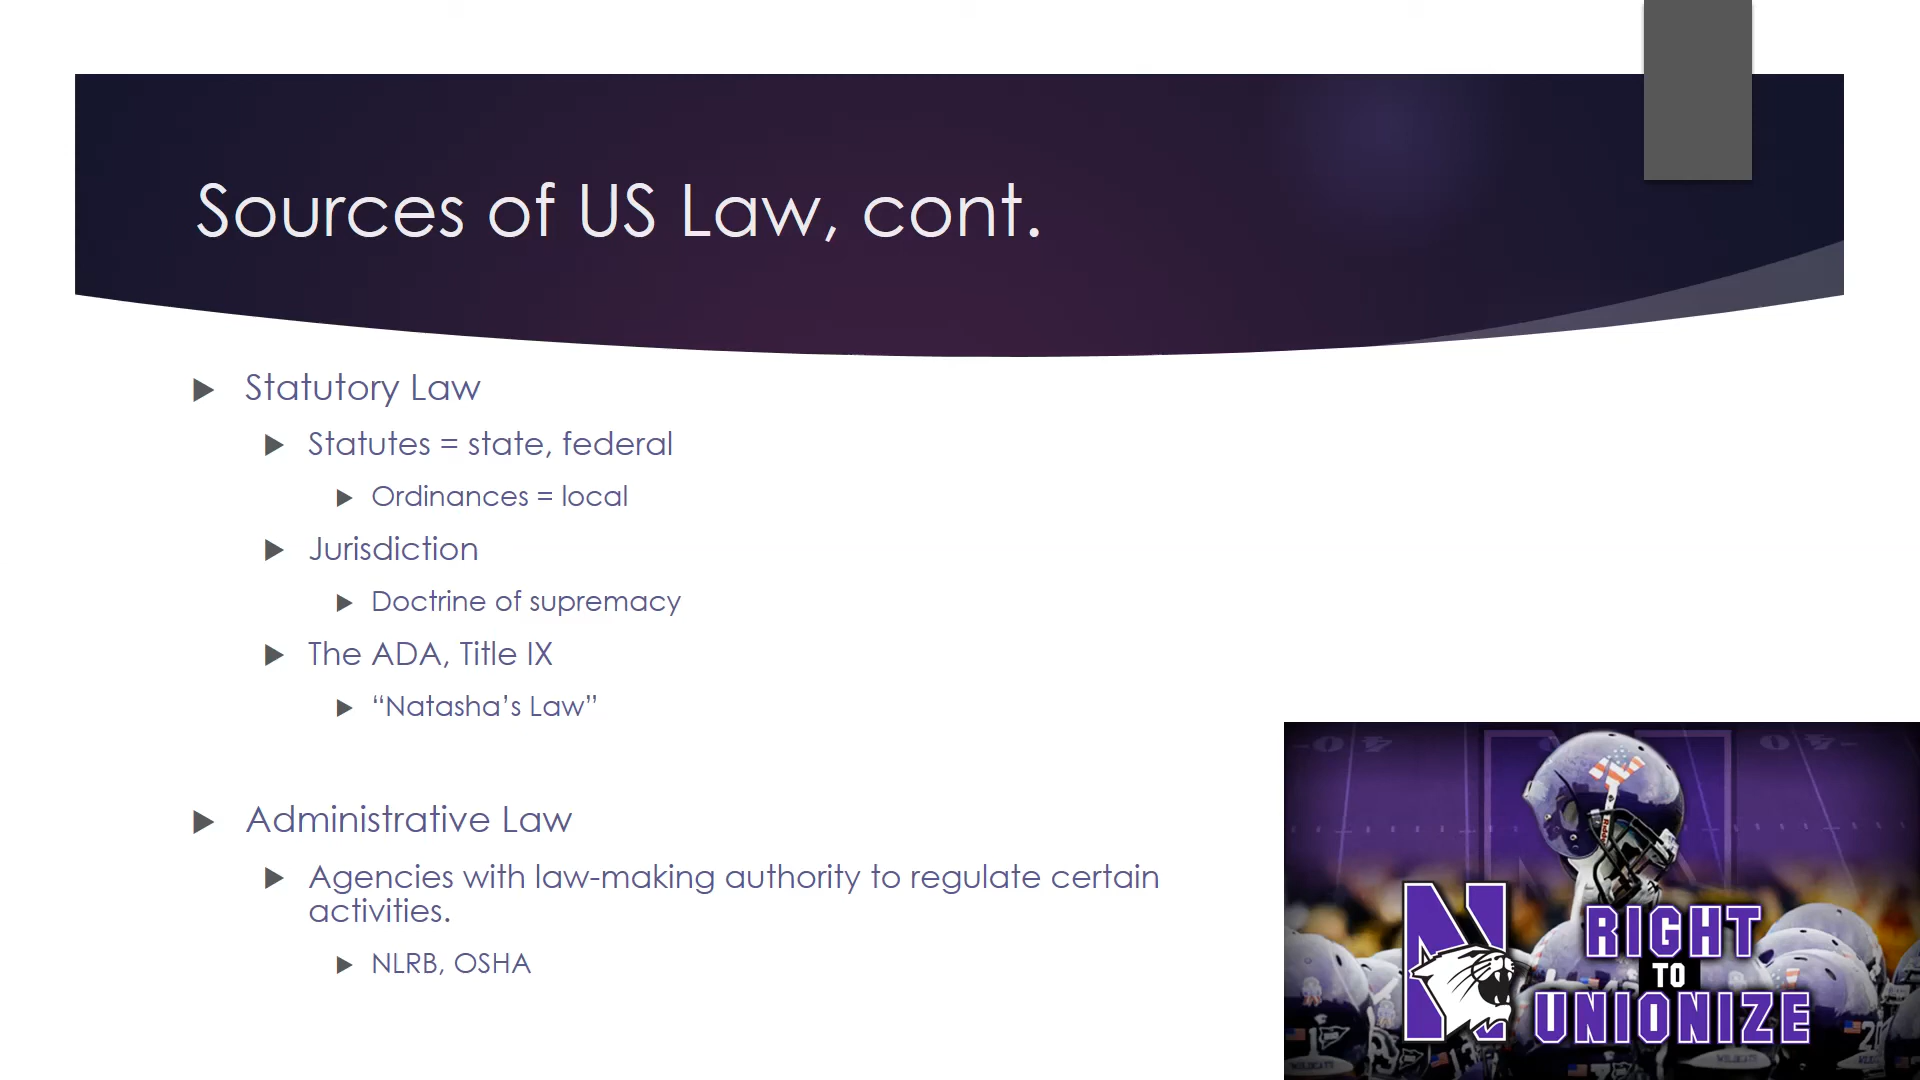 Sources of US Law, cont.
Statutory Law
Statutes = state, federal
Ordinances = local
Jurisdiction
Doctrine of supremacy
The ADA, Title IX
“Natasha’s Law”
Administrative Law
Agencies with law-making authority to regulate certain
activities.
NLRB, OSHA
N
RIGHT
TO
UNIONIZE